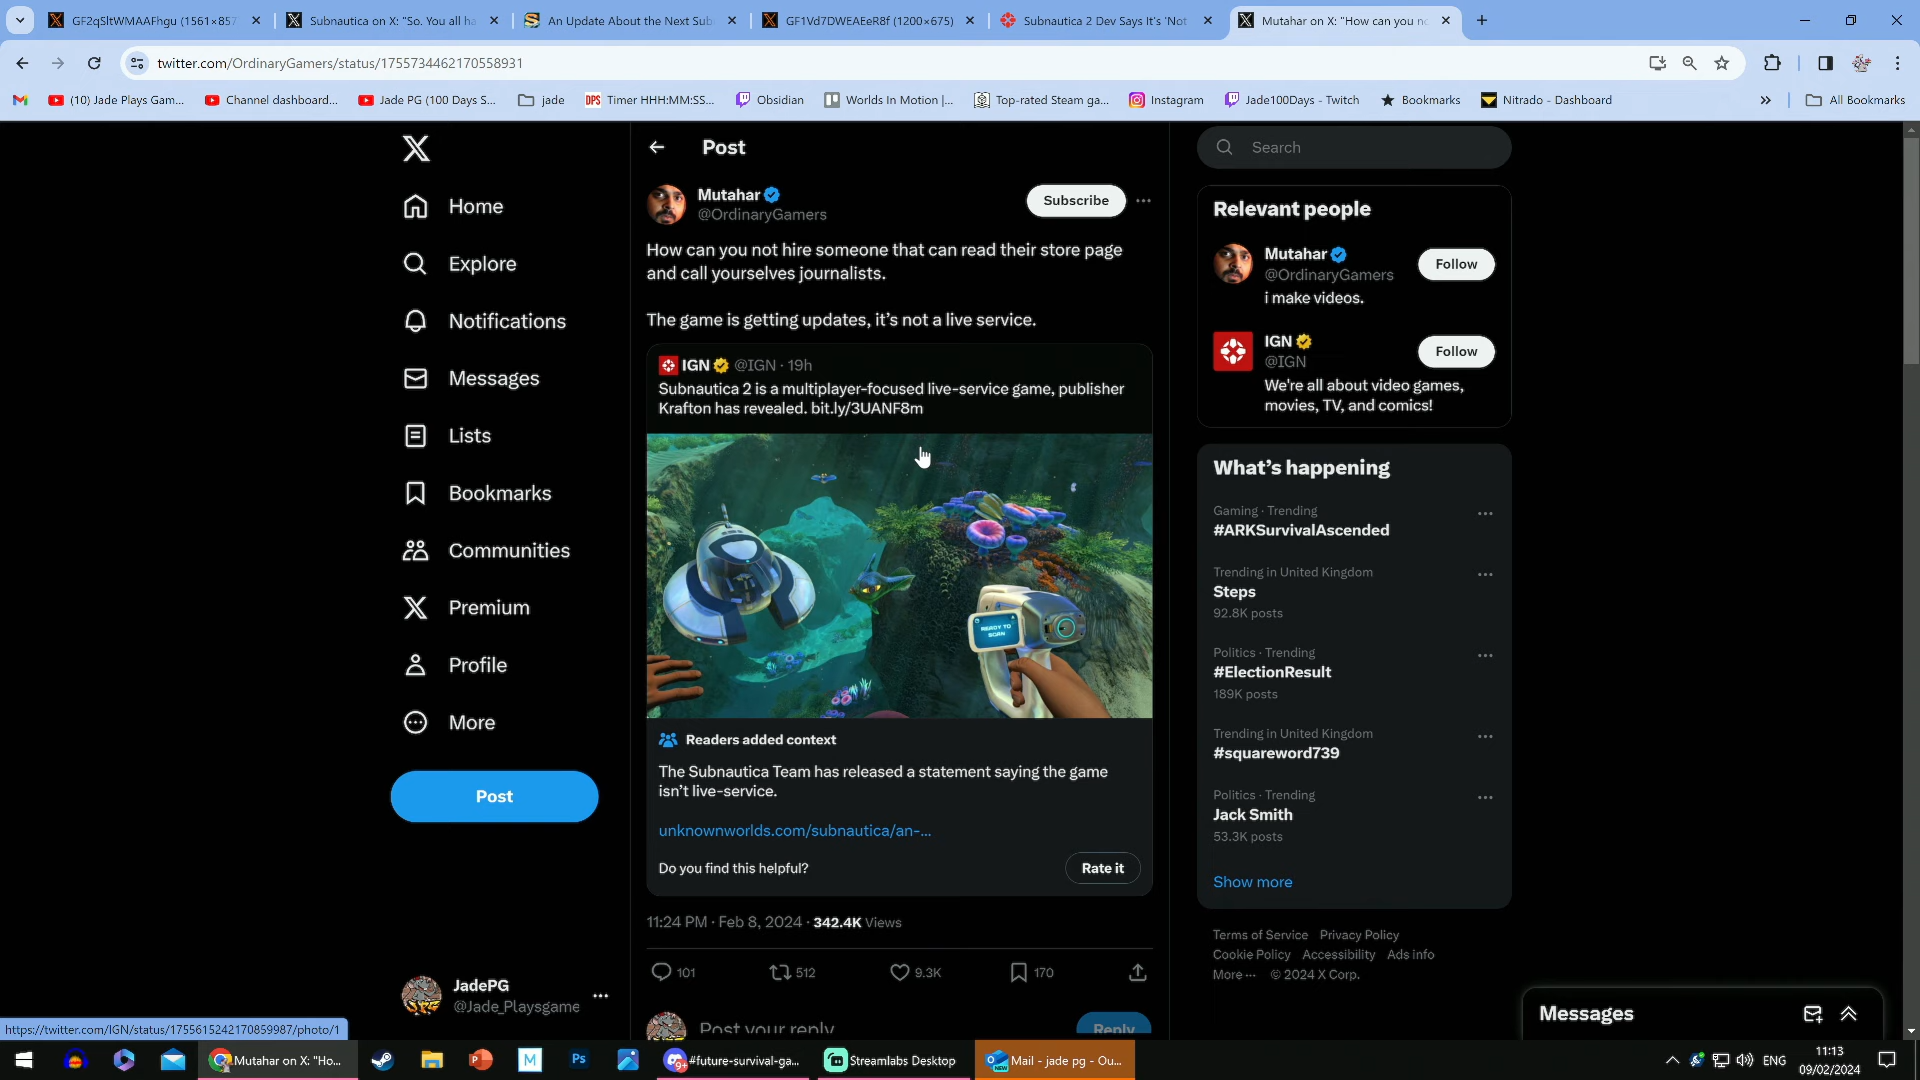 GF2qSltWMAAFhgu (1561×857
Subnautica on X: "So. You all ha
An Update About the Next Sub
GF1Vd7DWEAEeR8f (1200×675)
Subnautica 2 Dev Says It's 'Not
Mutahar on X: "How can you no
twitter.com/OrdinaryGamers/status/1755734462170558931
(10) Jade Plays Gam...
Channel dashboard...
Jade PG (100 Days S...
jade
DPS Timer HHH:MM:SS...
Obsidian
Worlds In Motion |...
Top-rated Steam ga...
Instagram
Jade100Days - Twitch
Bookmarks
Nitrado - Dashboard
All Bookmarks
Home
Explore
Notifications
Messages
Lists
Bookmarks
Communities
Premium
Profile
More
Post
JadePG
@Jade_Playsgame
Post
Mutahar
@OrdinaryGamers
Subscribe
How can you not hire someone that can read their store page
and call yourselves journalists.
The game is getting updates, it's not a live service.
IGN @IGN · 19h
Subnautica 2 is a multiplayer-focused live-service game, publisher
Krafton has revealed. bit.ly/3UANF8m
READY TO
SCAN
Readers added context
The Subnautica Team has released a statement saying the game
isn't live-service.
unknownworlds.com/subnautica/an-...
Do you find this helpful?
Rate it
11:24 PM · Feb 8, 2024 · 342.4K Views
101
512
9.3K
170
Post your reply
Reply
Search
Relevant people
Mutahar
@OrdinaryGamers
Follow
i make videos.
IGN
@IGN
Follow
We're all about video games,
movies, TV, and comics!
What's happening
Gaming · Trending
#ARKSurvivalAscended
Trending in United Kingdom
Steps
92.8K posts
Politics · Trending
#ElectionResult
189K posts
Trending in United Kingdom
#squareword739
Politics · Trending
Jack Smith
53.3K posts
Show more
Terms of Service Privacy Policy
Cookie Policy Accessibility Ads info
More ··· © 2024 X Corp.
Messages
https://twitter.com/IGN/status/1755615242170859987/photo/1
Mutahar on X: "Ho...
M
Ps
9+
#future-survival-ga...
Streamlabs Desktop
NEW
Mail - jade pg - Ou...
ENG
11:13
09/02/2024